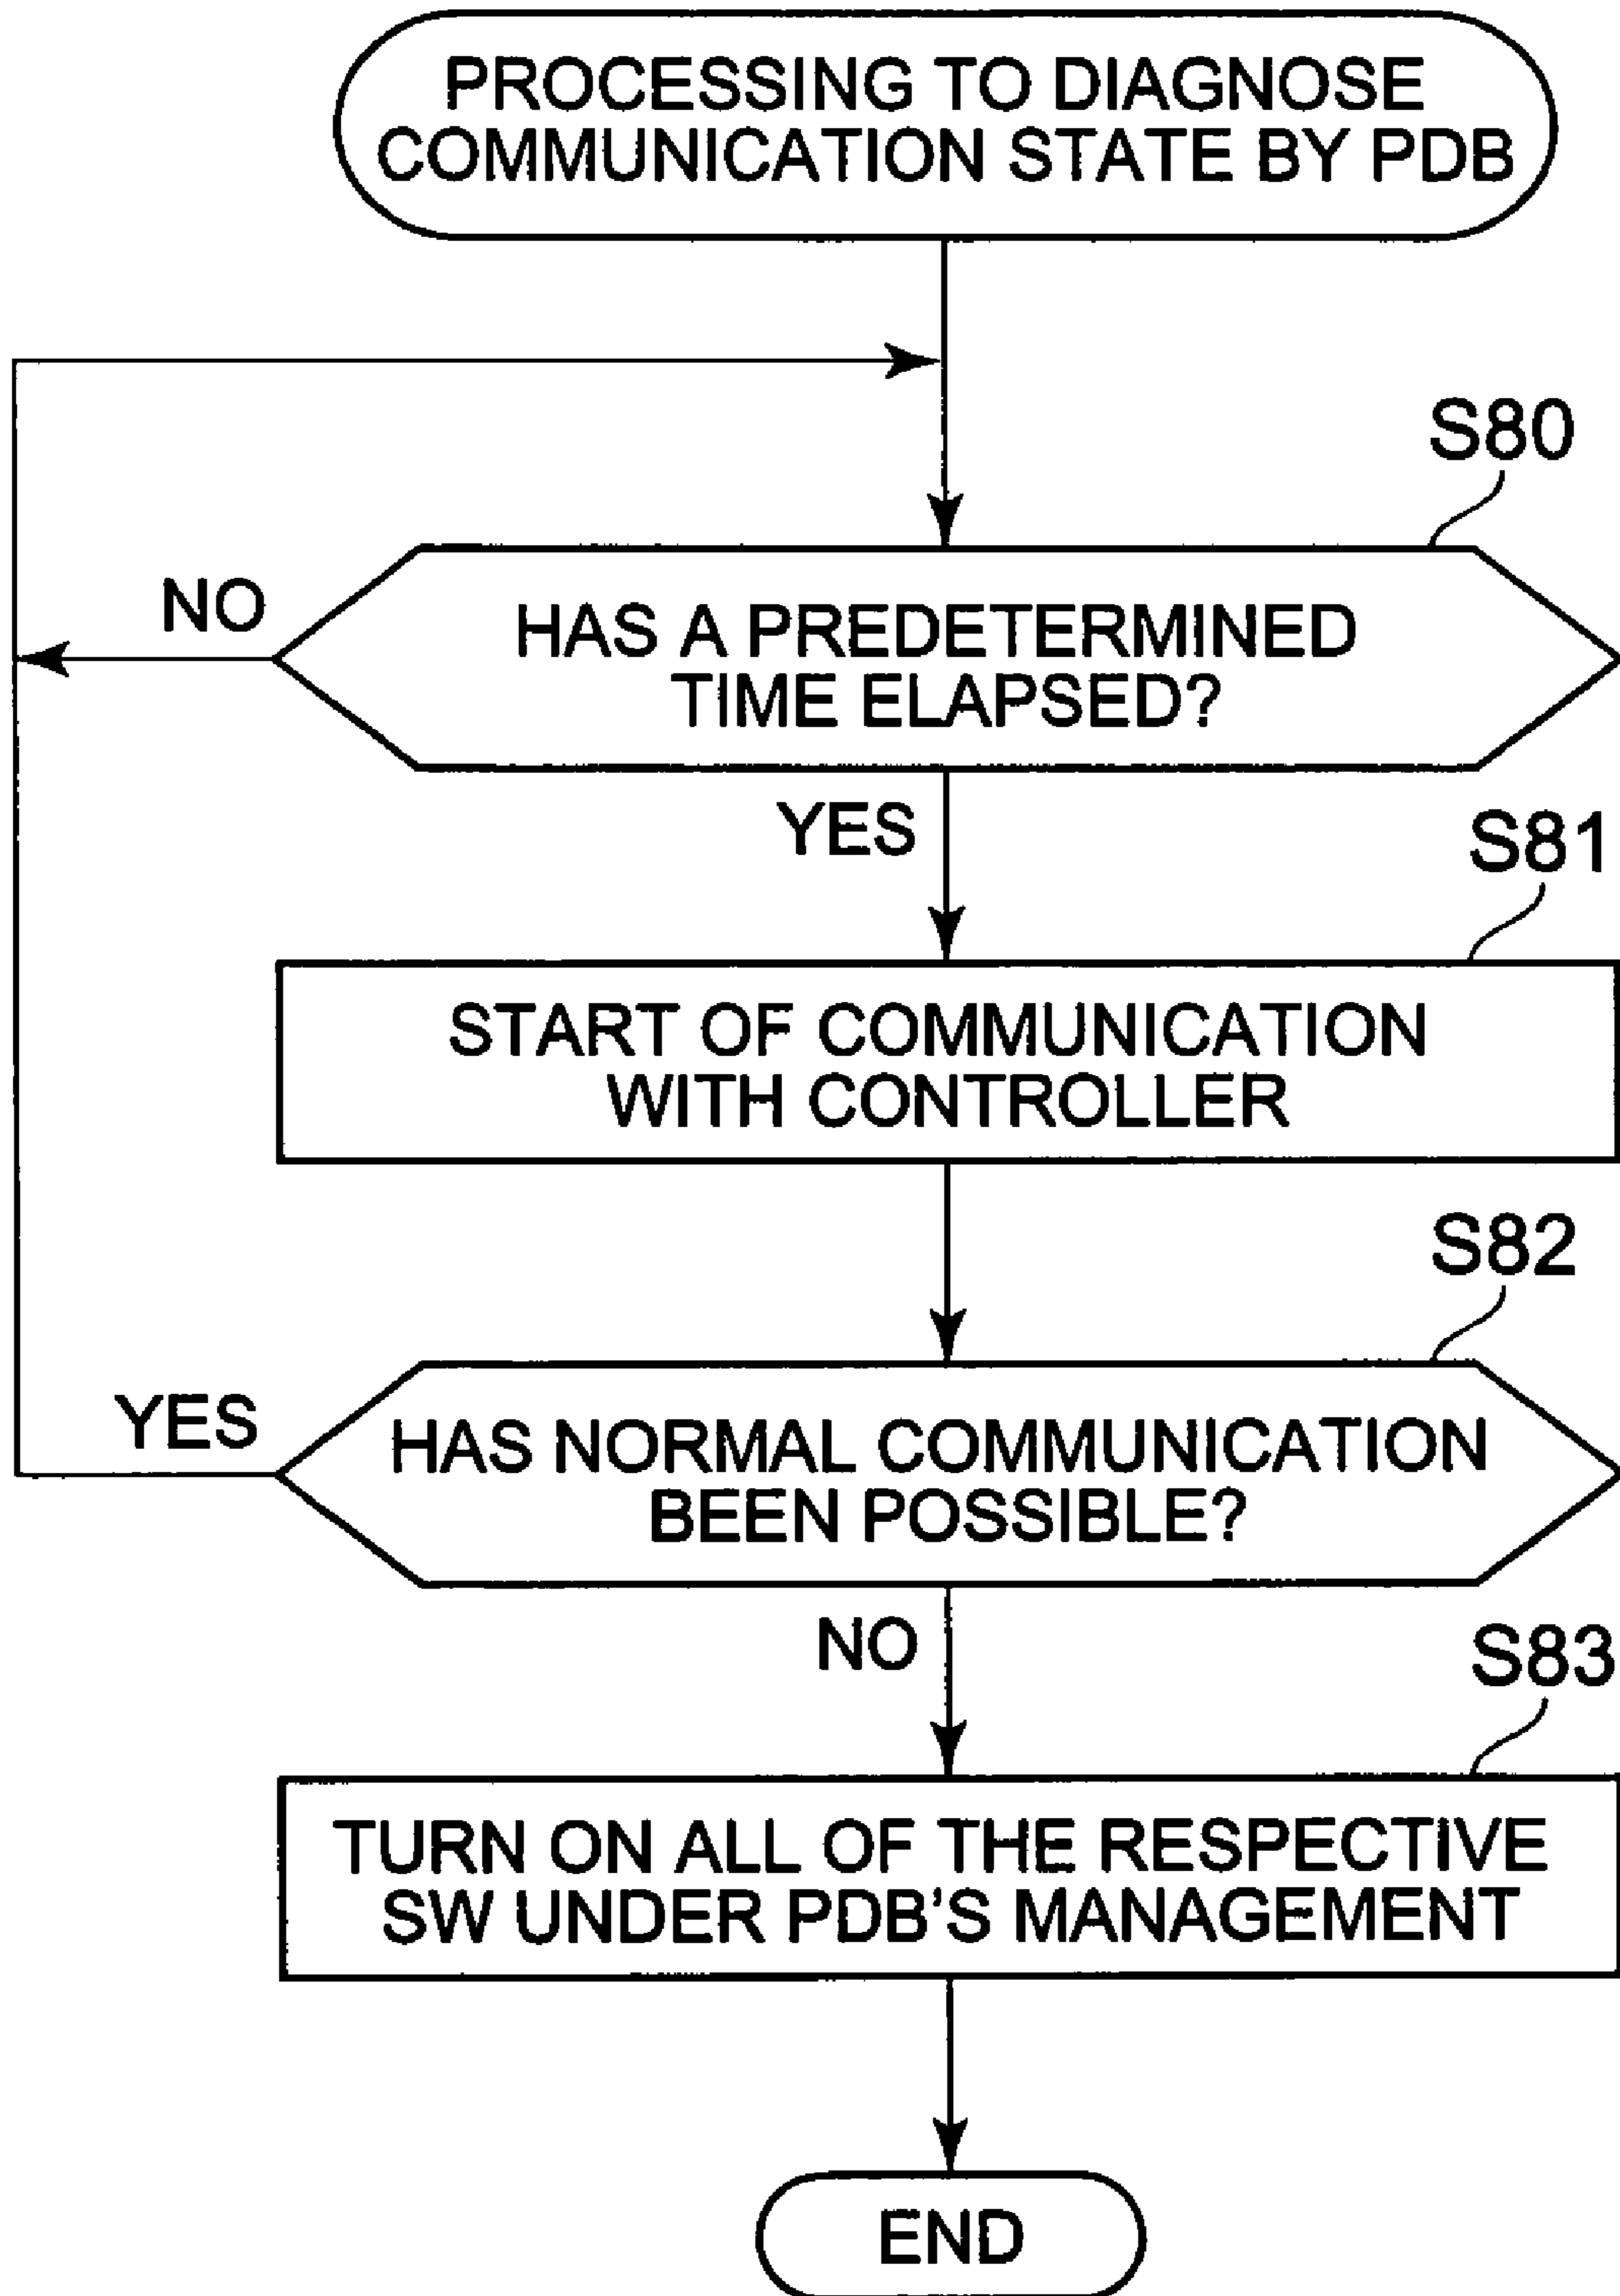 PROCESSING TO DIAGNOSE
COMMUNICATION STATE BY PDB
S80
NO
HAS A PREDETERMINED
TIME ELAPSED?
YES
S81
START OF COMMUNICATION
WITH CONTROLLER
S82
YES
HAS NORMAL COMMUNICATION
BEEN POSSIBLE?
NO
S83
TURN ON ALL OF THE RESPECTIVE
SW UNDER PDB'S MANAGEMENT
END